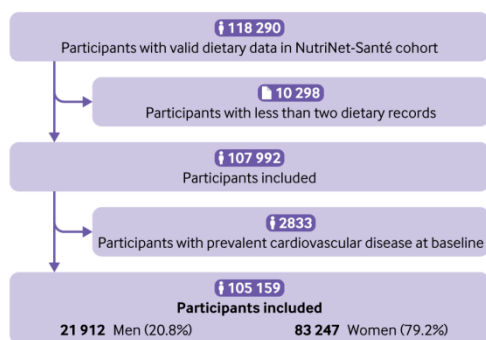 118 290
Participants with valid dietary data in NutriNet-Santé cohort
10 298
Participants with less than two dietary records
107 992
Participants included
2833
Participants with prevalent cardiovascular disease at baseline
105 159
Participants included
21 912 Men (20.8%) 83 247 Women (79.2%)